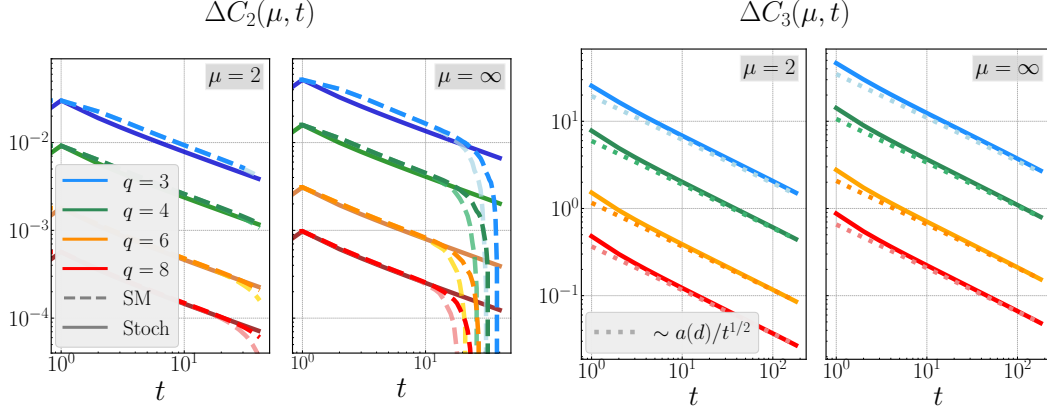 ΔC₂(μ, t)
μ = 2
μ = ∞
10⁻²
10⁻³
10⁻⁴
q = 3
q = 4
q = 6
q = 8
SM
Stoch
10⁰
10¹
10⁰
10¹
t
t
ΔC₃(μ, t)
μ = 2
μ = ∞
10¹
10⁰
10⁻¹
∼ a(d)/t^{1/2}
10⁰
10¹
10²
10⁰
10¹
10²
t
t